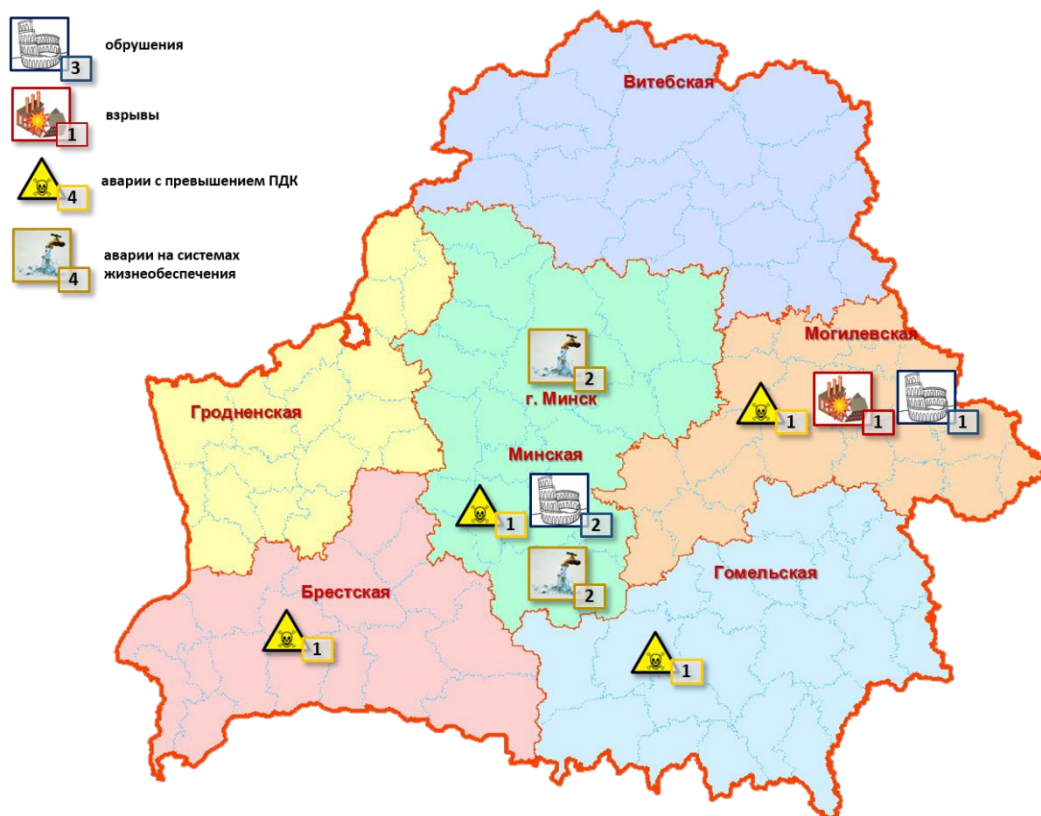 обрушения
3
взрывы
1
аварии с превышением ПДК
4
аварии на системах
жизнеобеспечения
4
Витебская
Могилевская
2
г. Минск
Гродненская
1
1
1
Минская
1
2
Гомельская
Брестская
2
1
1